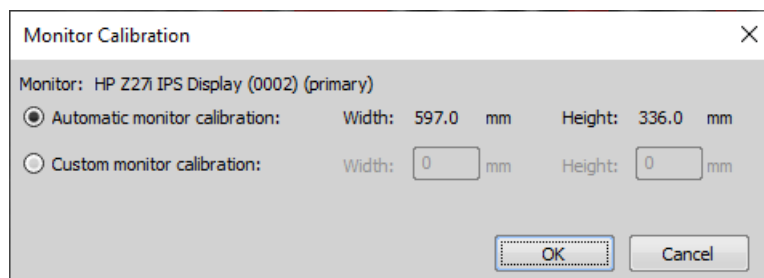 Monitor Calibration
Monitor: HP Z27i IPS Display (0002) (primary)
Automatic monitor calibration: Width: 597.0 mm Height: 336.0 mm
Custom monitor calibration: Width: 0 mm Height: 0 mm
OK Cancel